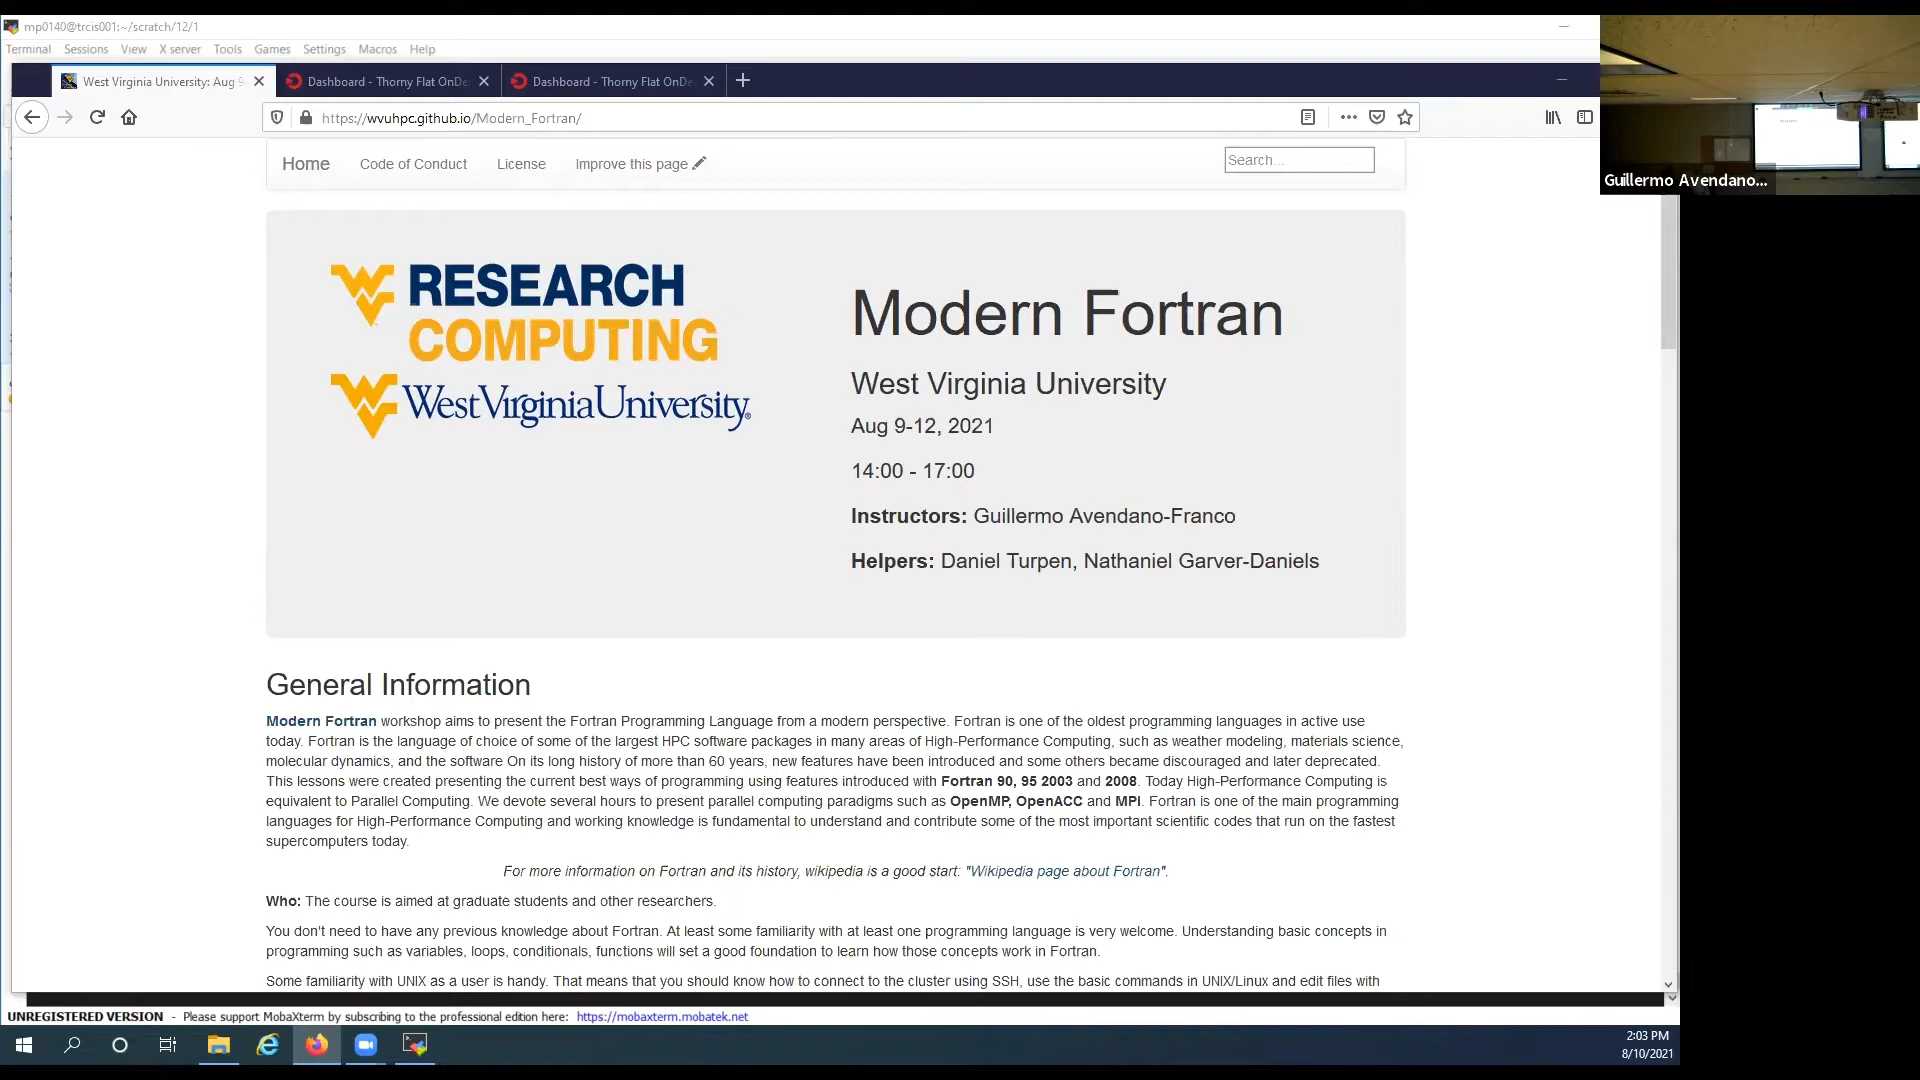 mp0140@trcis001:~/scratch/12/1
Terminal Sessions View X server Tools Games Settings Macros Help
West Virginia University: Aug 9- Dashboard - Thorny Flat OnDe Dashboard - Thorny Flat OnDe
https://wvuhpc.github.io/Modern_Fortran/
Guillermo Avendano...
Home Code of Conduct License Improve this page Search...
RESEARCH
COMPUTING
West Virginia University®
Modern Fortran
West Virginia University
Aug 9-12, 2021
14:00 - 17:00
Instructors: Guillermo Avendano-Franco
Helpers: Daniel Turpen, Nathaniel Garver-Daniels
General Information
Modern Fortran workshop aims to present the Fortran Programming Language from a modern perspective. Fortran is one of the oldest programming languages in active use
today. Fortran is the language of choice of some of the largest HPC software packages in many areas of High-Performance Computing, such as weather modeling, materials science,
molecular dynamics, and the software On its long history of more than 60 years, new features have been introduced and some others became discouraged and later deprecated.
This lessons were created presenting the current best ways of programming using features introduced with Fortran 90, 95 2003 and 2008. Today High-Performance Computing is
equivalent to Parallel Computing. We devote several hours to present parallel computing paradigms such as OpenMP, OpenACC and MPI. Fortran is one of the main programming
languages for High-Performance Computing and working knowledge is fundamental to understand and contribute some of the most important scientific codes that run on the fastest
supercomputers today.
For more information on Fortran and its history, wikipedia is a good start: "Wikipedia page about Fortran".
Who: The course is aimed at graduate students and other researchers.
You don't need to have any previous knowledge about Fortran. At least some familiarity with at least one programming language is very welcome. Understanding basic concepts in
programming such as variables, loops, conditionals, functions will set a good foundation to learn how those concepts work in Fortran.
Some familiarity with UNIX as a user is handy. That means that you should know how to connect to the cluster using SSH, use the basic commands in UNIX/Linux and edit files with
UNREGISTERED VERSION - Please support MobaXterm by subscribing to the professional edition here: https://mobaxterm.mobatek.net
2:03 PM
8/10/2021